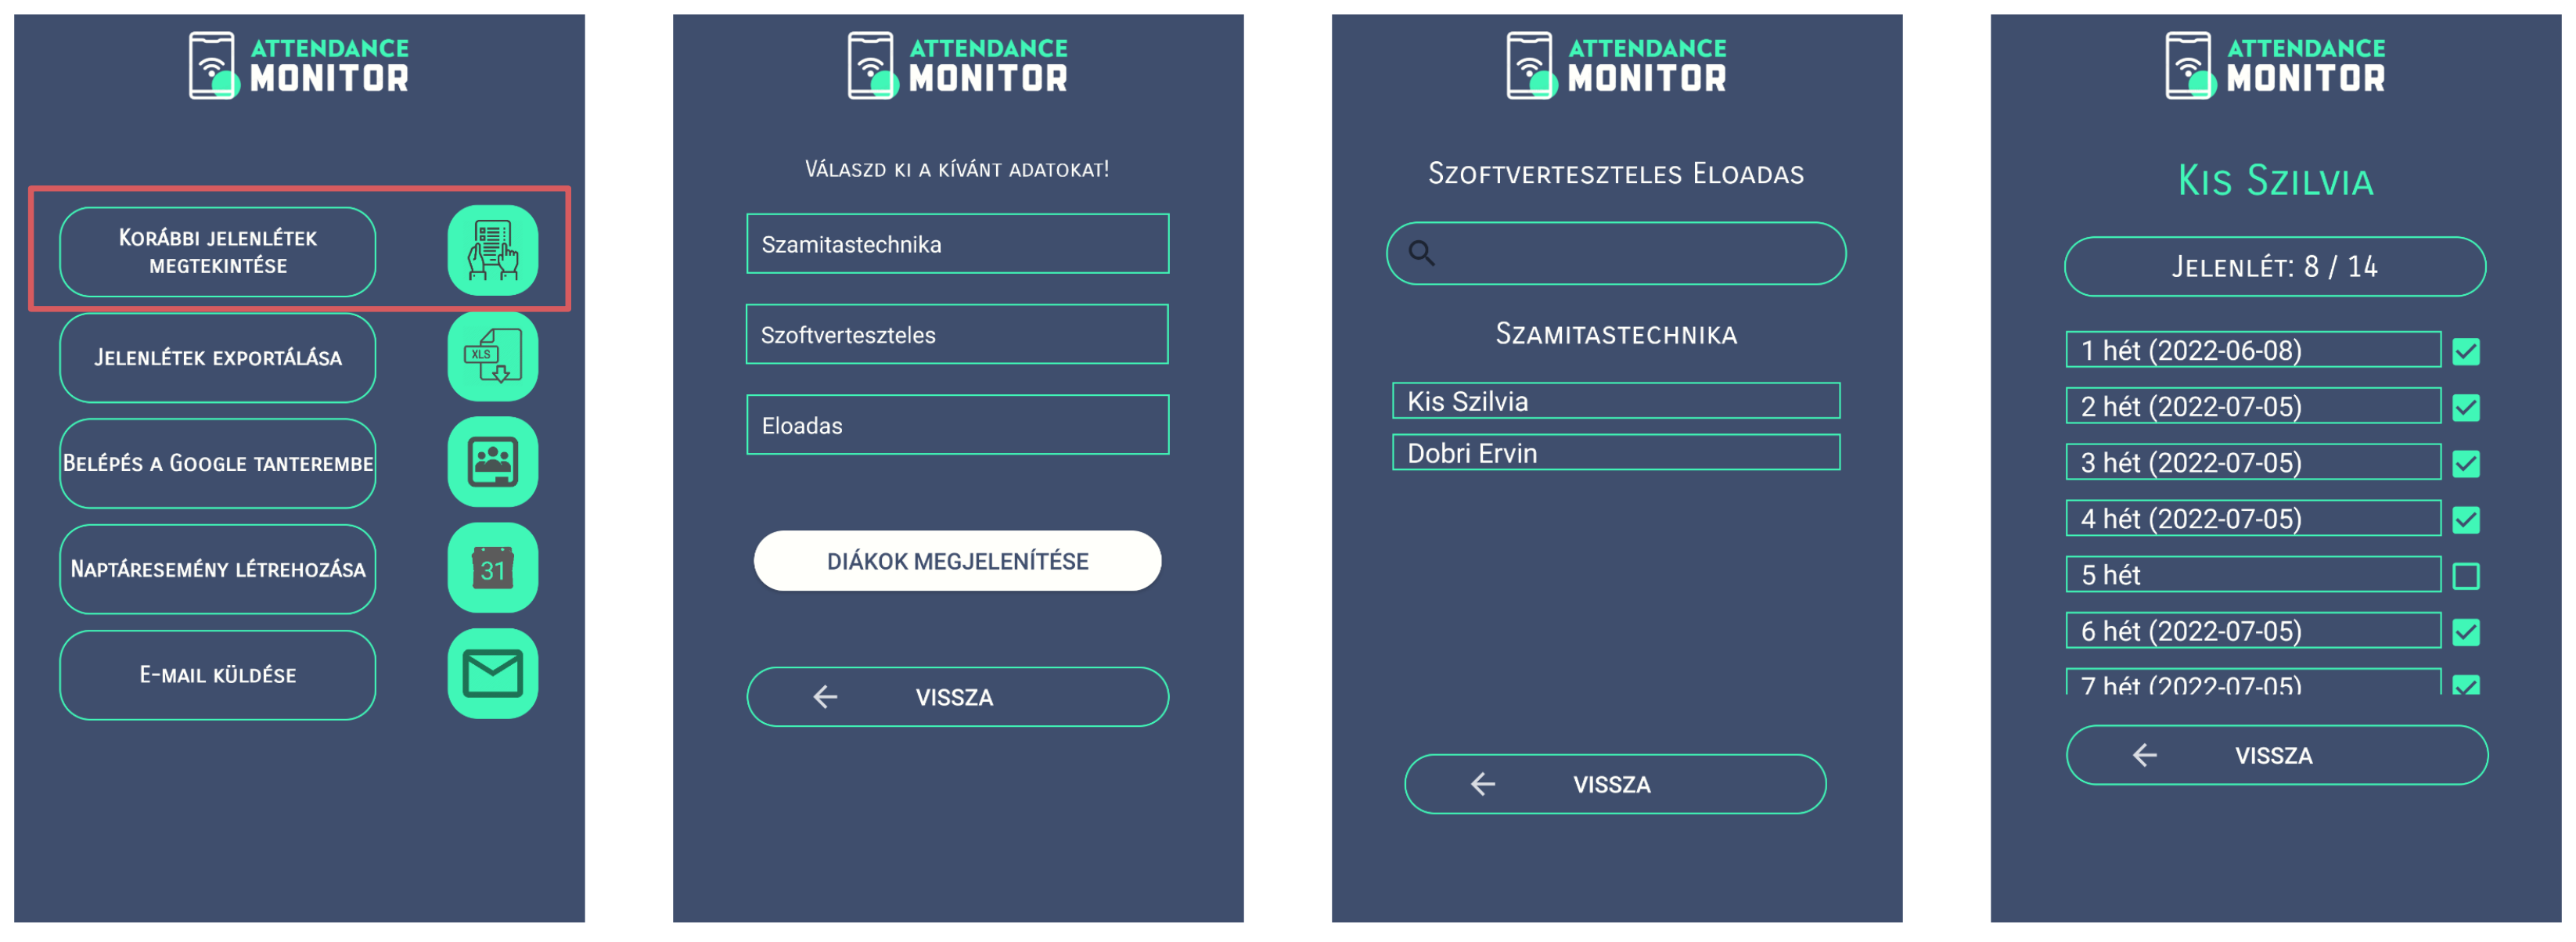 ATTENDANCE
MONITOR
Korábbi jelenlétek
megtekintése
Jelenlétek exportálása
XLS
Belépés a Google tanterembe
Naptáresemény létrehozása
31
E-mail küldése
ATTENDANCE
MONITOR
Válaszd ki a kívánt adatokat!
Szamitastechnika
Szoftverteszteles
Eloadas
DIÁKOK MEGJELENÍTÉSE
VISSZA
ATTENDANCE
MONITOR
Szoftverteszteles Eloadas
Szamitastechnika
Kis Szilvia
Dobri Ervin
VISSZA
ATTENDANCE
MONITOR
Kis Szilvia
Jelenlét: 8 / 14
1 hét (2022-06-08)
2 hét (2022-07-05)
3 hét (2022-07-05)
4 hét (2022-07-05)
5 hét
6 hét (2022-07-05)
7 hét (2022-07-05)
VISSZA